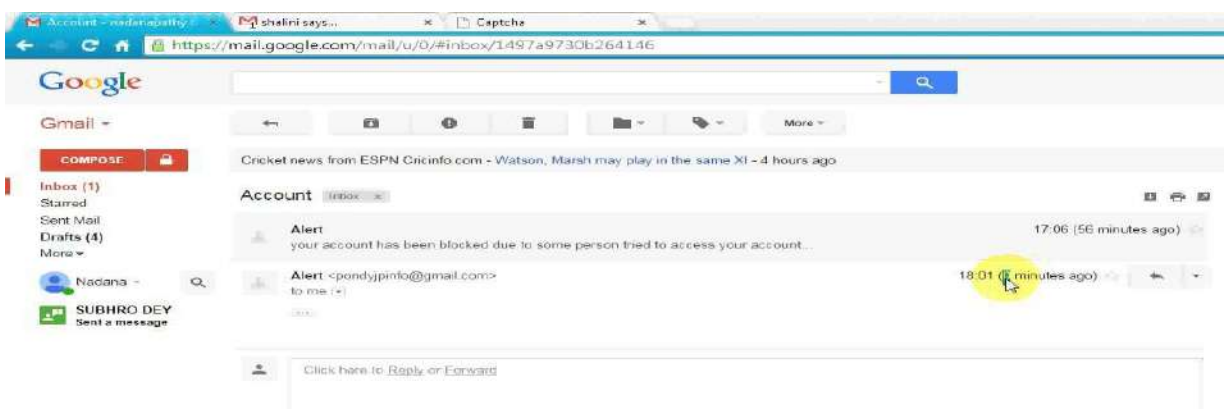 Account - nadanapathy shalini says... Captcha
https://mail.google.com/mail/u/0/#inbox/1497a9730b264146
Google
Gmail More
COMPOSE Cricket news from ESPN Cricinfo.com - Watson, Marsh may play in the same XI - 4 hours ago
Inbox (1)
Starred
Account Inbox x
Sent Mail
Drafts (4)
More
Alert 17:06 (56 minutes ago)
your account has been blocked due to some person tried to access your account...
Nadana
Alert <pondyjpinfo@gmail.com> 18:01 ( minutes ago)
to me
SUBHRO DEY
Sent a message
Click here to Reply or Forward